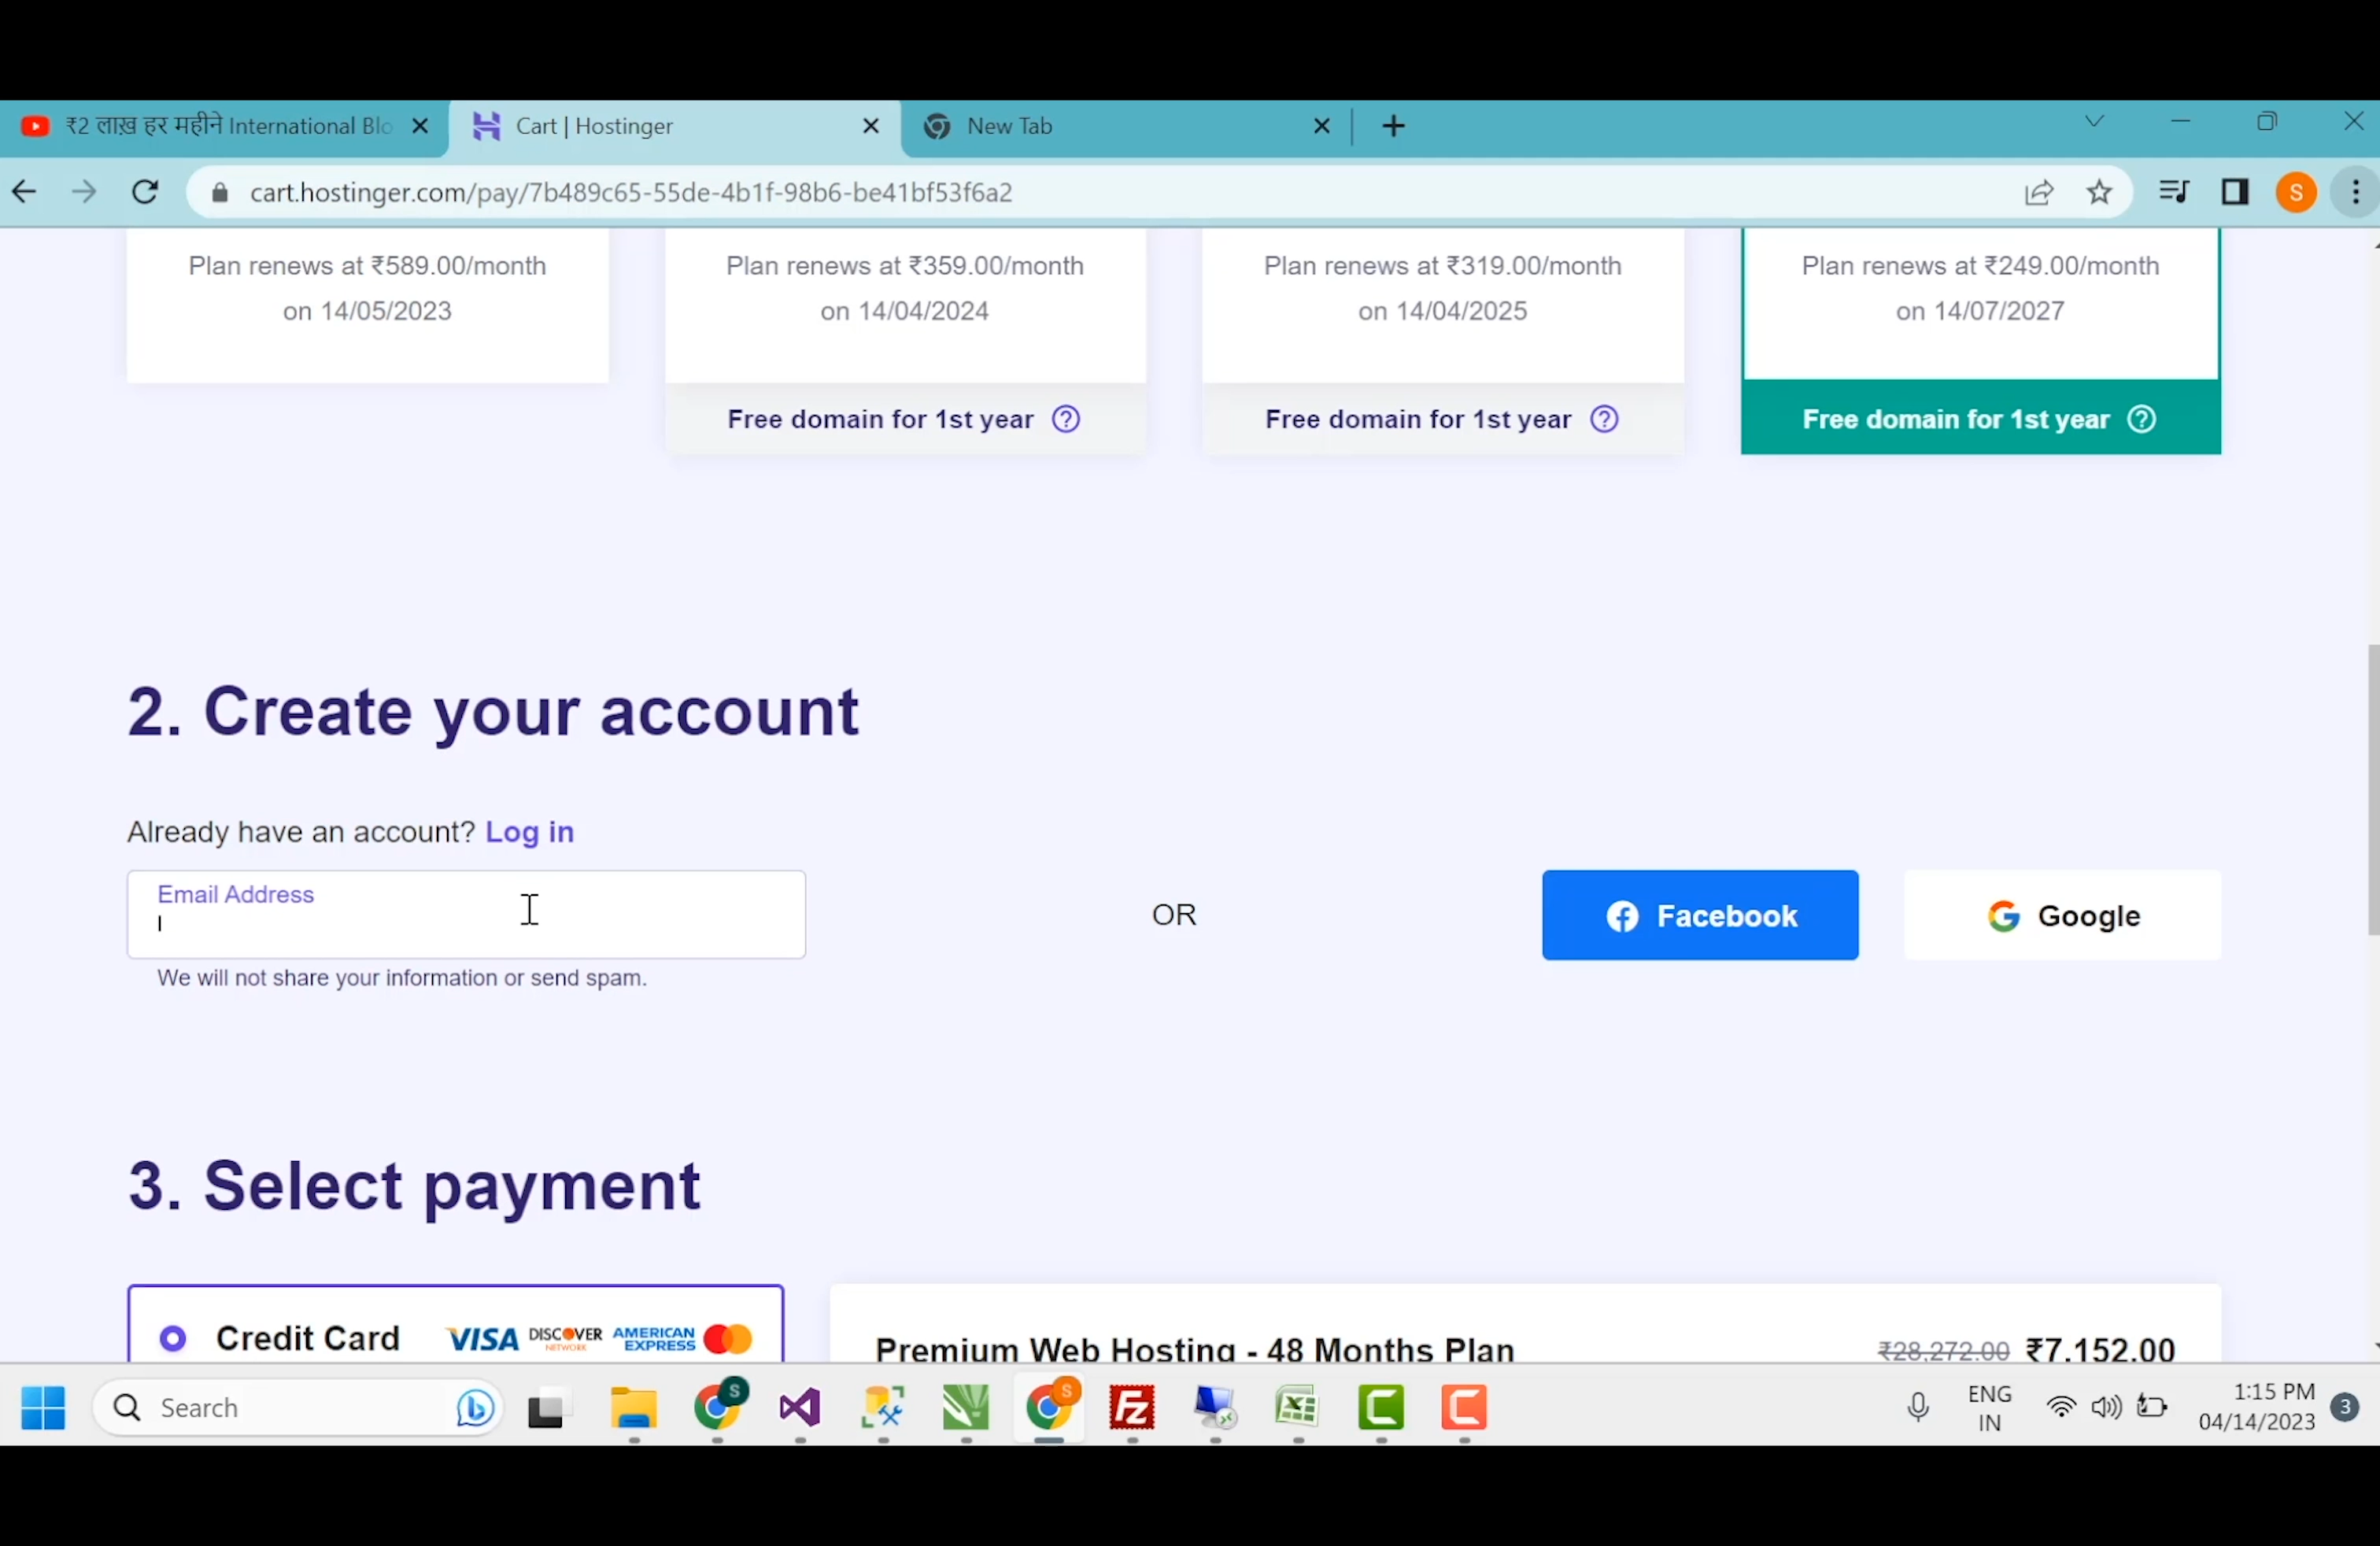 ₹2 लाख़ हर महीने International Blo
Cart | Hostinger
New Tab
cart.hostinger.com/pay/7b489c65-55de-4b1f-98b6-be41bf53f6a2
S
Plan renews at ₹589.00/month
on 14/05/2023
Plan renews at ₹359.00/month
on 14/04/2024
Free domain for 1st year
Plan renews at ₹319.00/month
on 14/04/2025
Free domain for 1st year
Plan renews at ₹249.00/month
on 14/07/2027
Free domain for 1st year
2. Create your account
Already have an account? Log in
Email Address
We will not share your information or send spam.
OR
Facebook
Google
3. Select payment
Credit Card
VISA
DISCOVER
NETWORK
AMERICAN
EXPRESS
Premium Web Hosting - 48 Months Plan
₹28,272.00 ₹7,152.00
Search
S
S
ENG
IN
1:15 PM
04/14/2023
3